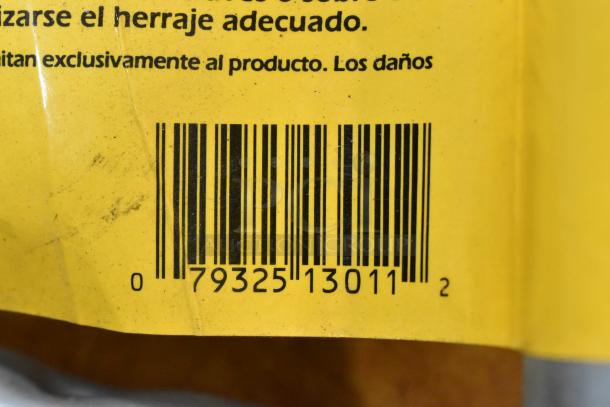 izarse el herraje adecuado.
itan exclusivamente al producto. Los daños
0 79325 13011 2